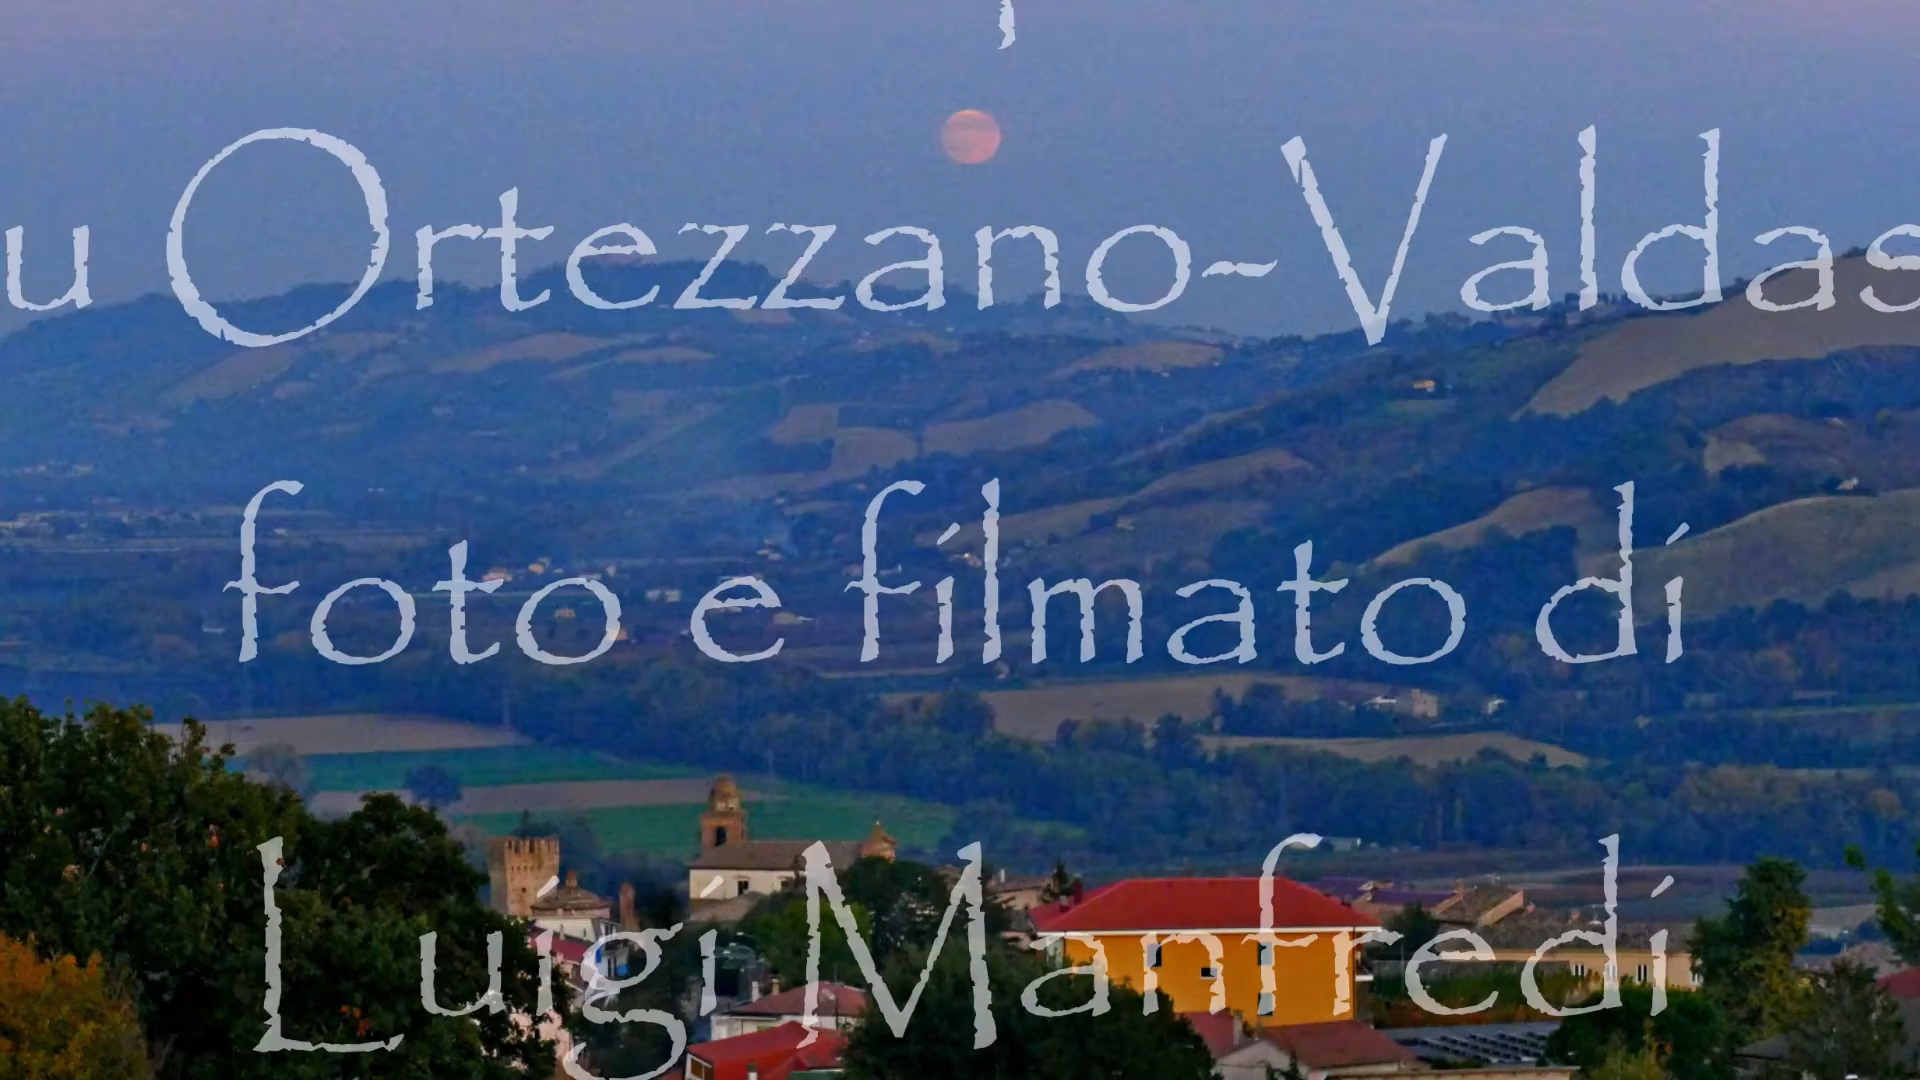 u Ortezzano-Valdas
foto e filmato di
Luigi Manfredi